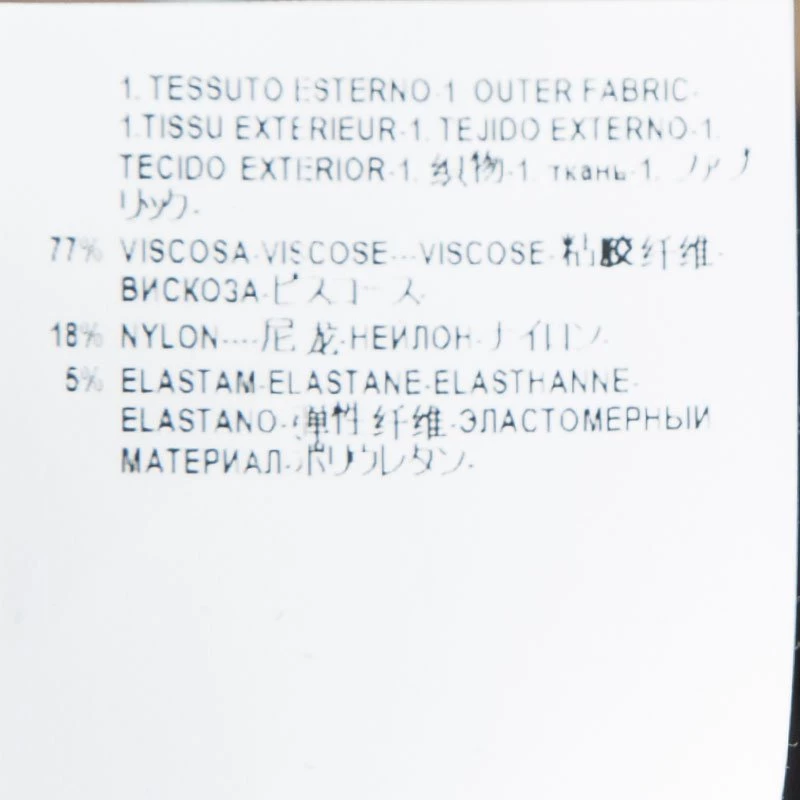 1. TESSUTO ESTERNO-1 OUTER FABRIC-
1.TISSU EXTERIEUR-1. TEJIDO EXTERNO-1.
TECIDO EXTERIOR-1. 织物-1. ткань-1. ファブ
リック-
77% VISCOSA-VISCOSE---VISCOSE-粘胶纤维-
ВИСКОЗА-ビスコース
18% NYLON----尼龙-НЕИЛОН-ナイロン-
5% ELASTAM-ELASTANE-ELASTHANNE-
ELASTANO-弹性纤维-ЭЛАСТОМЕРНЫИ
МАТЕРИАЛ-ポリウレタン-